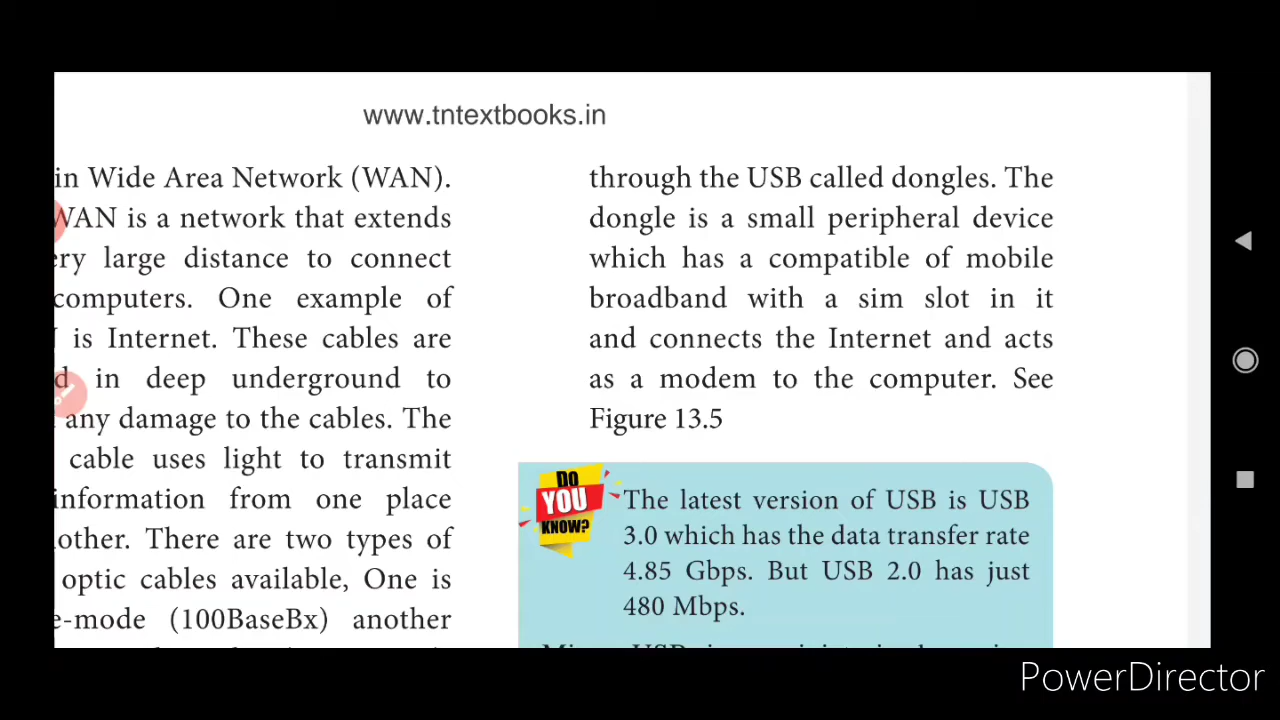 www.tntextbooks.in
in Wide Area Network (WAN).
WAN is a network that extends
large distance to connect
computers. One example of
is Internet. These cables are
in deep underground to
any damage to the cables. The
cable uses light to transmit
information from one place
There are two types of
optic cables available, One is
(100BaseBx) another
through the USB called dongles. The
dongle is a small peripheral device
which has a compatible of mobile
broadband with a sim slot in it
and connects the Internet and acts
as a modem to the computer. See
Figure 13.5
DO
YOU
KNOW?
The latest version of USB is USB
3.0 which has the data transfer rate
4.85 Gbps. But USB 2.0 has just
480 Mbps.
PowerDirector